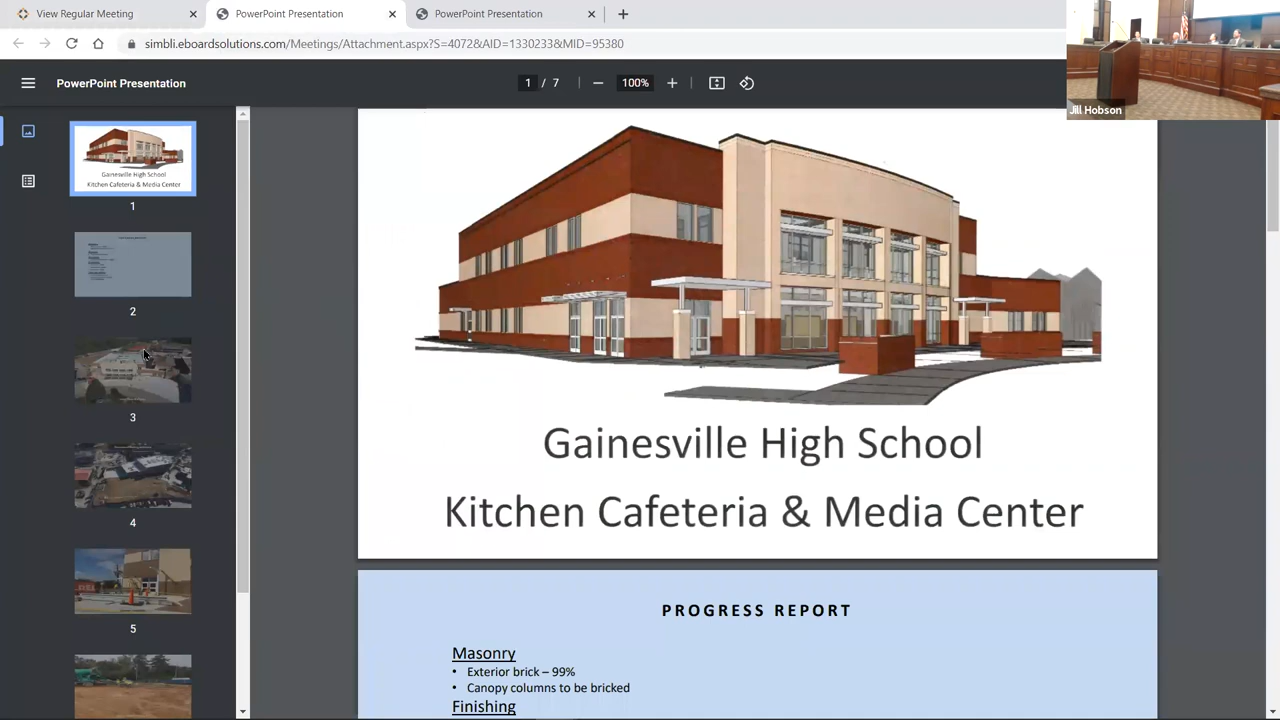 View Regular Meeting
PowerPoint Presentation
PowerPoint Presentation
simbli.eboardsolutions.com/Meetings/Attachment.aspx?S=4072&AID=1330233&MID=95380
PowerPoint Presentation
1 / 7
100%
Jill Hobson
Gainesville High School
Kitchen Cafeteria & Media Center
1
2
3
4
5
Gainesville High School
Kitchen Cafeteria & Media Center
PROGRESS REPORT
Masonry
• Exterior brick – 99%
• Canopy columns to be bricked
Finishing